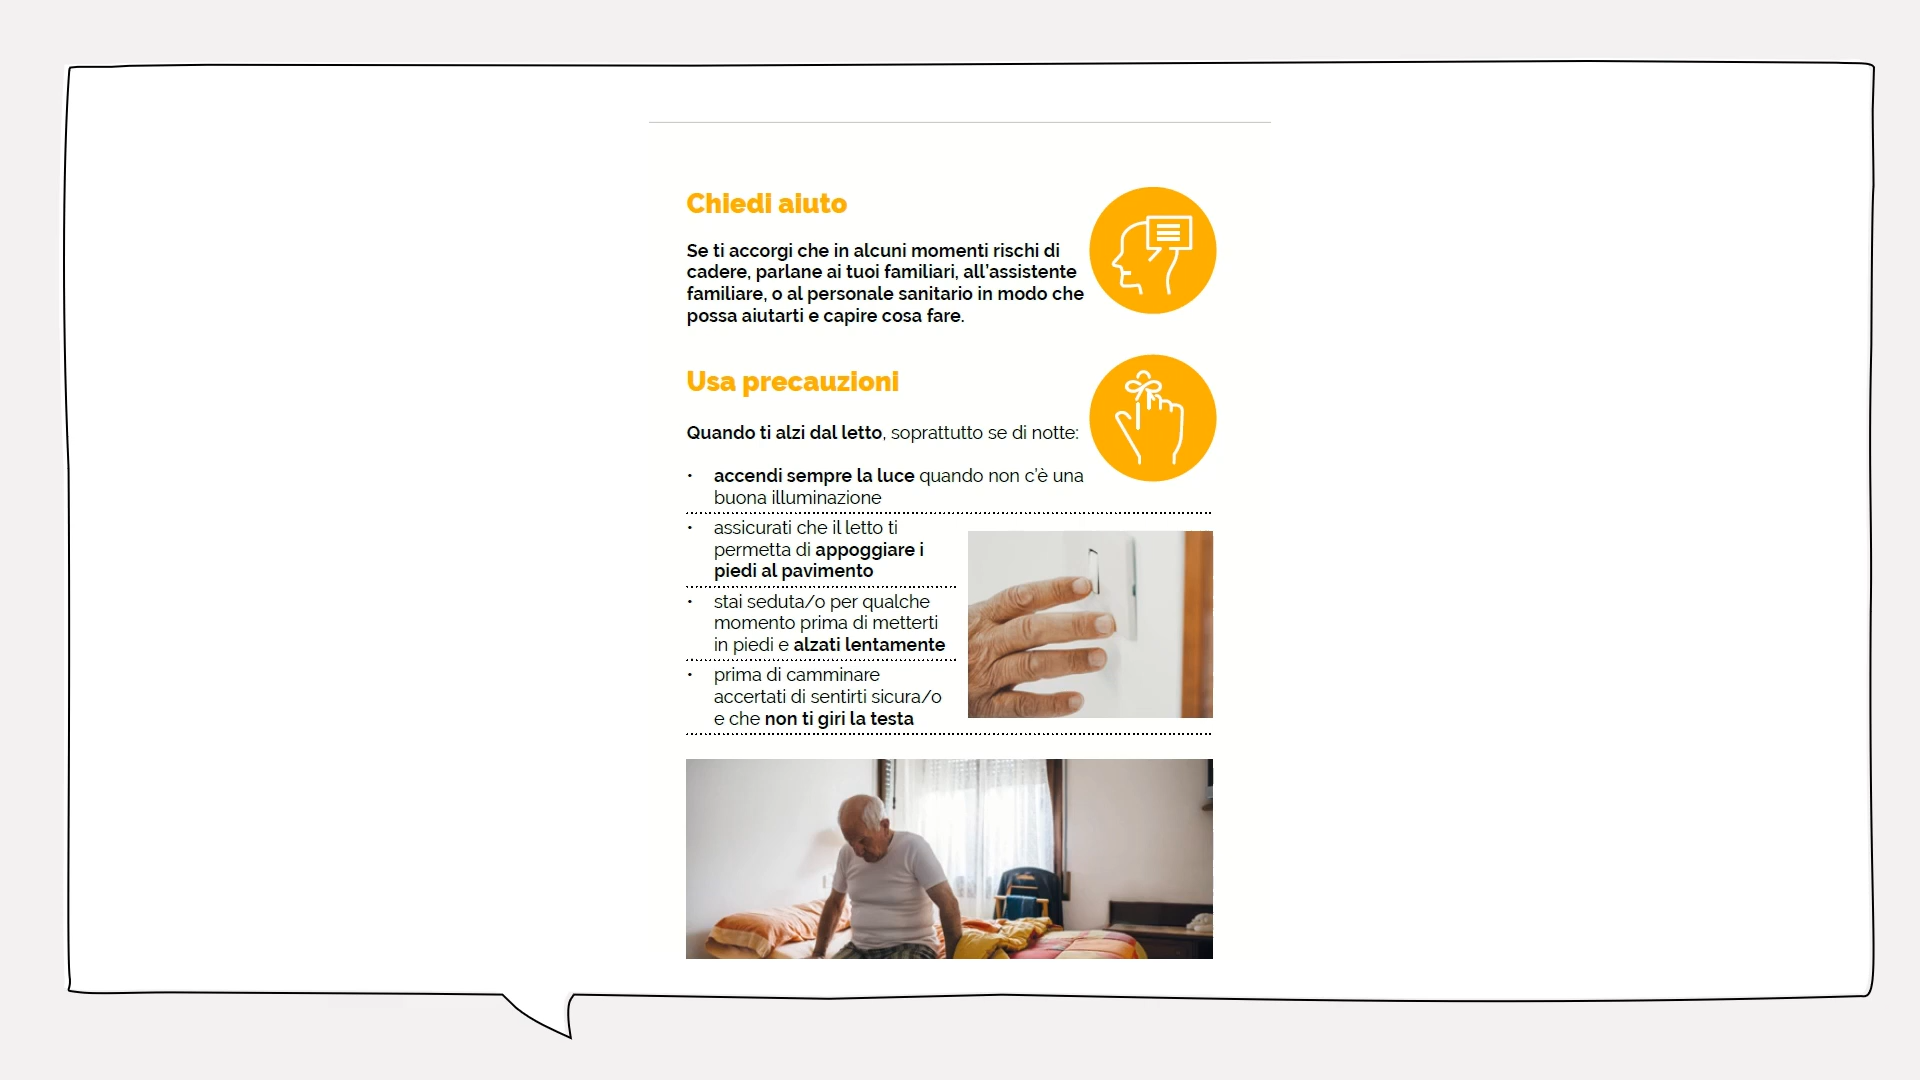 Chiedi aiuto
Se ti accorgi che in alcuni momenti rischi di
cadere, parlane ai tuoi familiari, all'assistente
familiare, o al personale sanitario in modo che
possa aiutarti e capire cosa fare.
Usa precauzioni
Quando ti alzi dal letto, soprattutto se di notte:
• accendi sempre la luce quando non c'è una
buona illuminazione
• assicurati che il letto ti
permetta di appoggiare i
piedi al pavimento
• stai seduta/o per qualche
momento prima di metterti
in piedi e alzati lentamente
• prima di camminare
accertati di sentirti sicura/o
e che non ti giri la testa